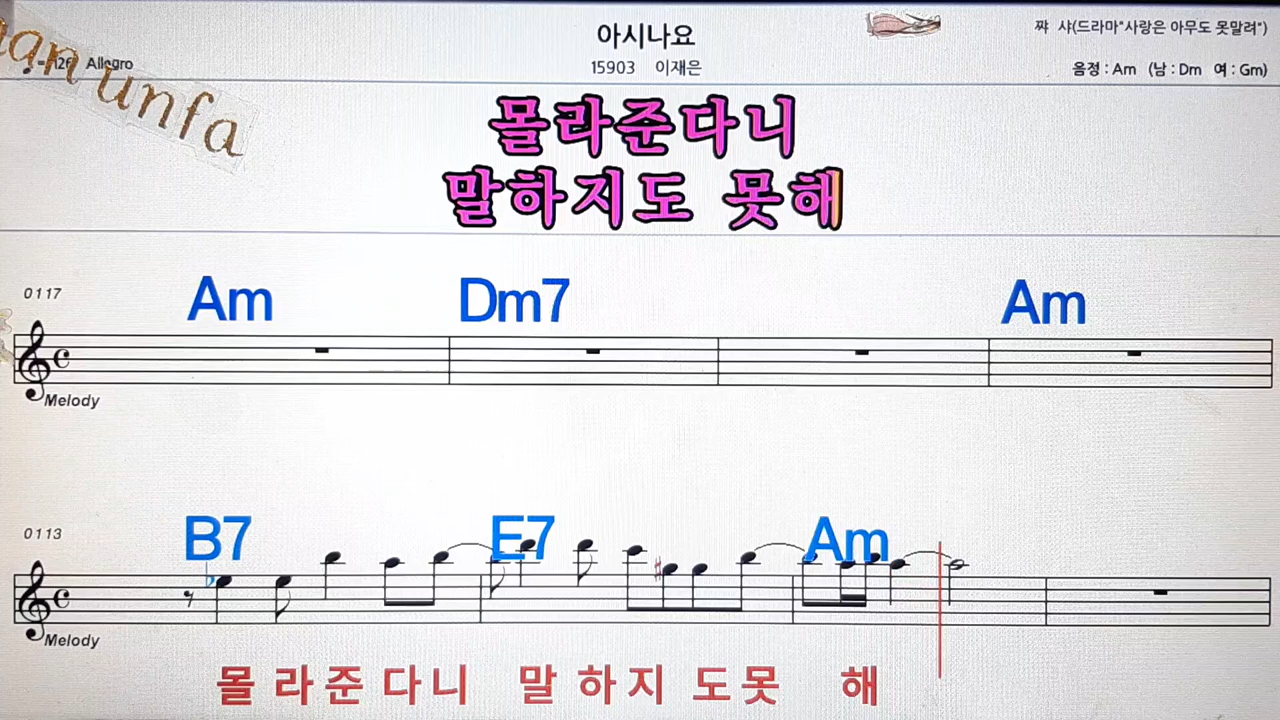 아시나요
쨔 샤(드라마"사랑은 아무도 못말려")
Allegro
15903 이재은
음정 : Am (남 : Dm 여 : Gm)
unfa
몰라준다니
말하지도 못해
0117
Am Dm7 Am
Melody
0113
B7 E7 Am
Melody
몰 라 준 다 니 말 하 지 도 못 해